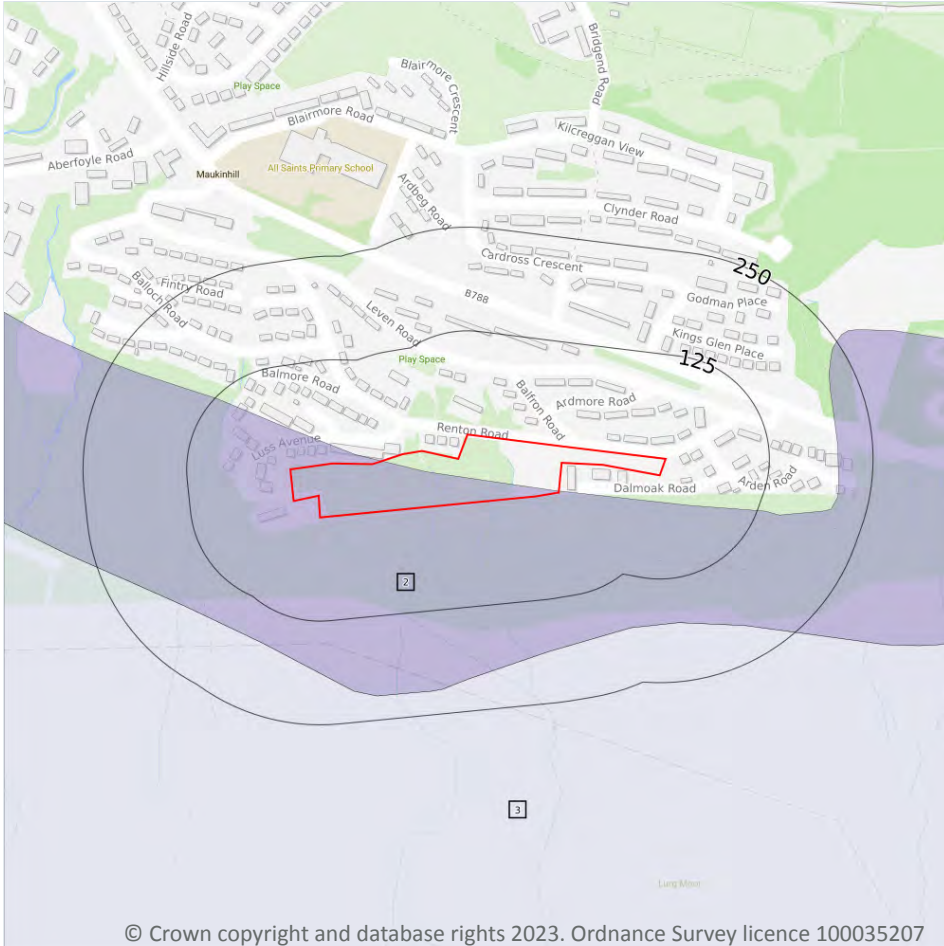 Hillside Road
Bridgend Road
Blairmore Crescent
Play Space
Blairmore Road
Kilcreggan View
Aberfoyle Road
All Saints Primary School
Maukinhill
Ardbeg Road
Clynder Road
Cardross Crescent
250
Fintry Road
Balloch Road
B788
Godman Place
Leven Road
Kings Glen Place
125
Play Space
Balmore Road
Balfron Road
Ardmore Road
Renton Road
Luss Avenue
Dalmoak Road
Arden Road
2
3
Lurg Moor
© Crown copyright and database rights 2023. Ordnance Survey licence 100035207